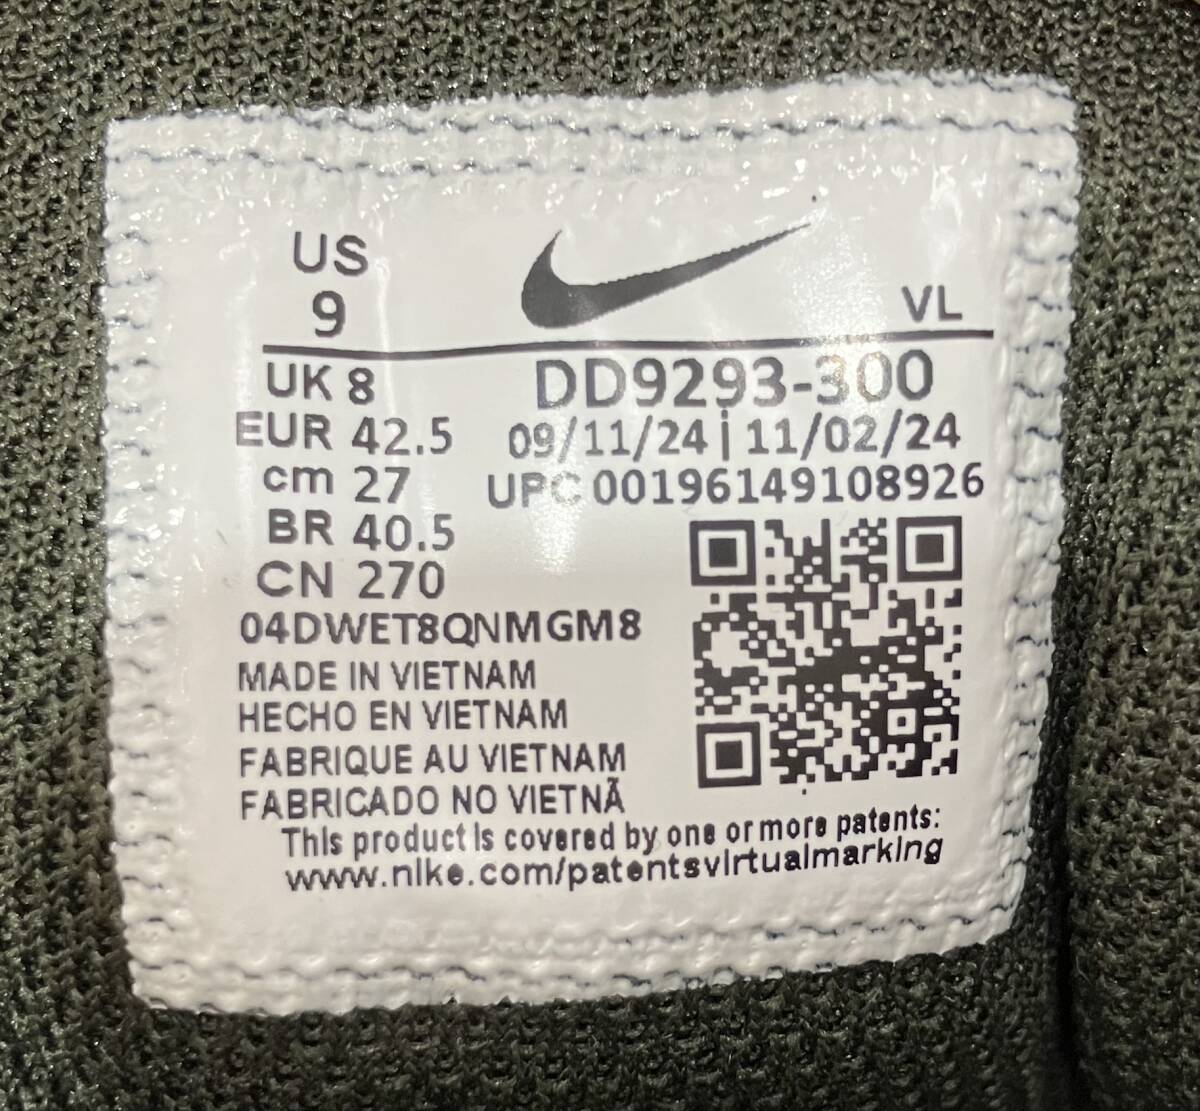 US
9
VL
UK 8
DD9293-300
EUR 42.5
09/11/24 | 11/02/24
cm 27
UPC 00196149108926
BR 40.5
CN 270
04DWET8QNMGM8
MADE IN VIETNAM
HECHO EN VIETNAM
FABRIQUE AU VIETNAM
FABRICADO NO VIETNÃ
This product is covered by one or more patents:
www.nike.com/patentsvirtualmarking